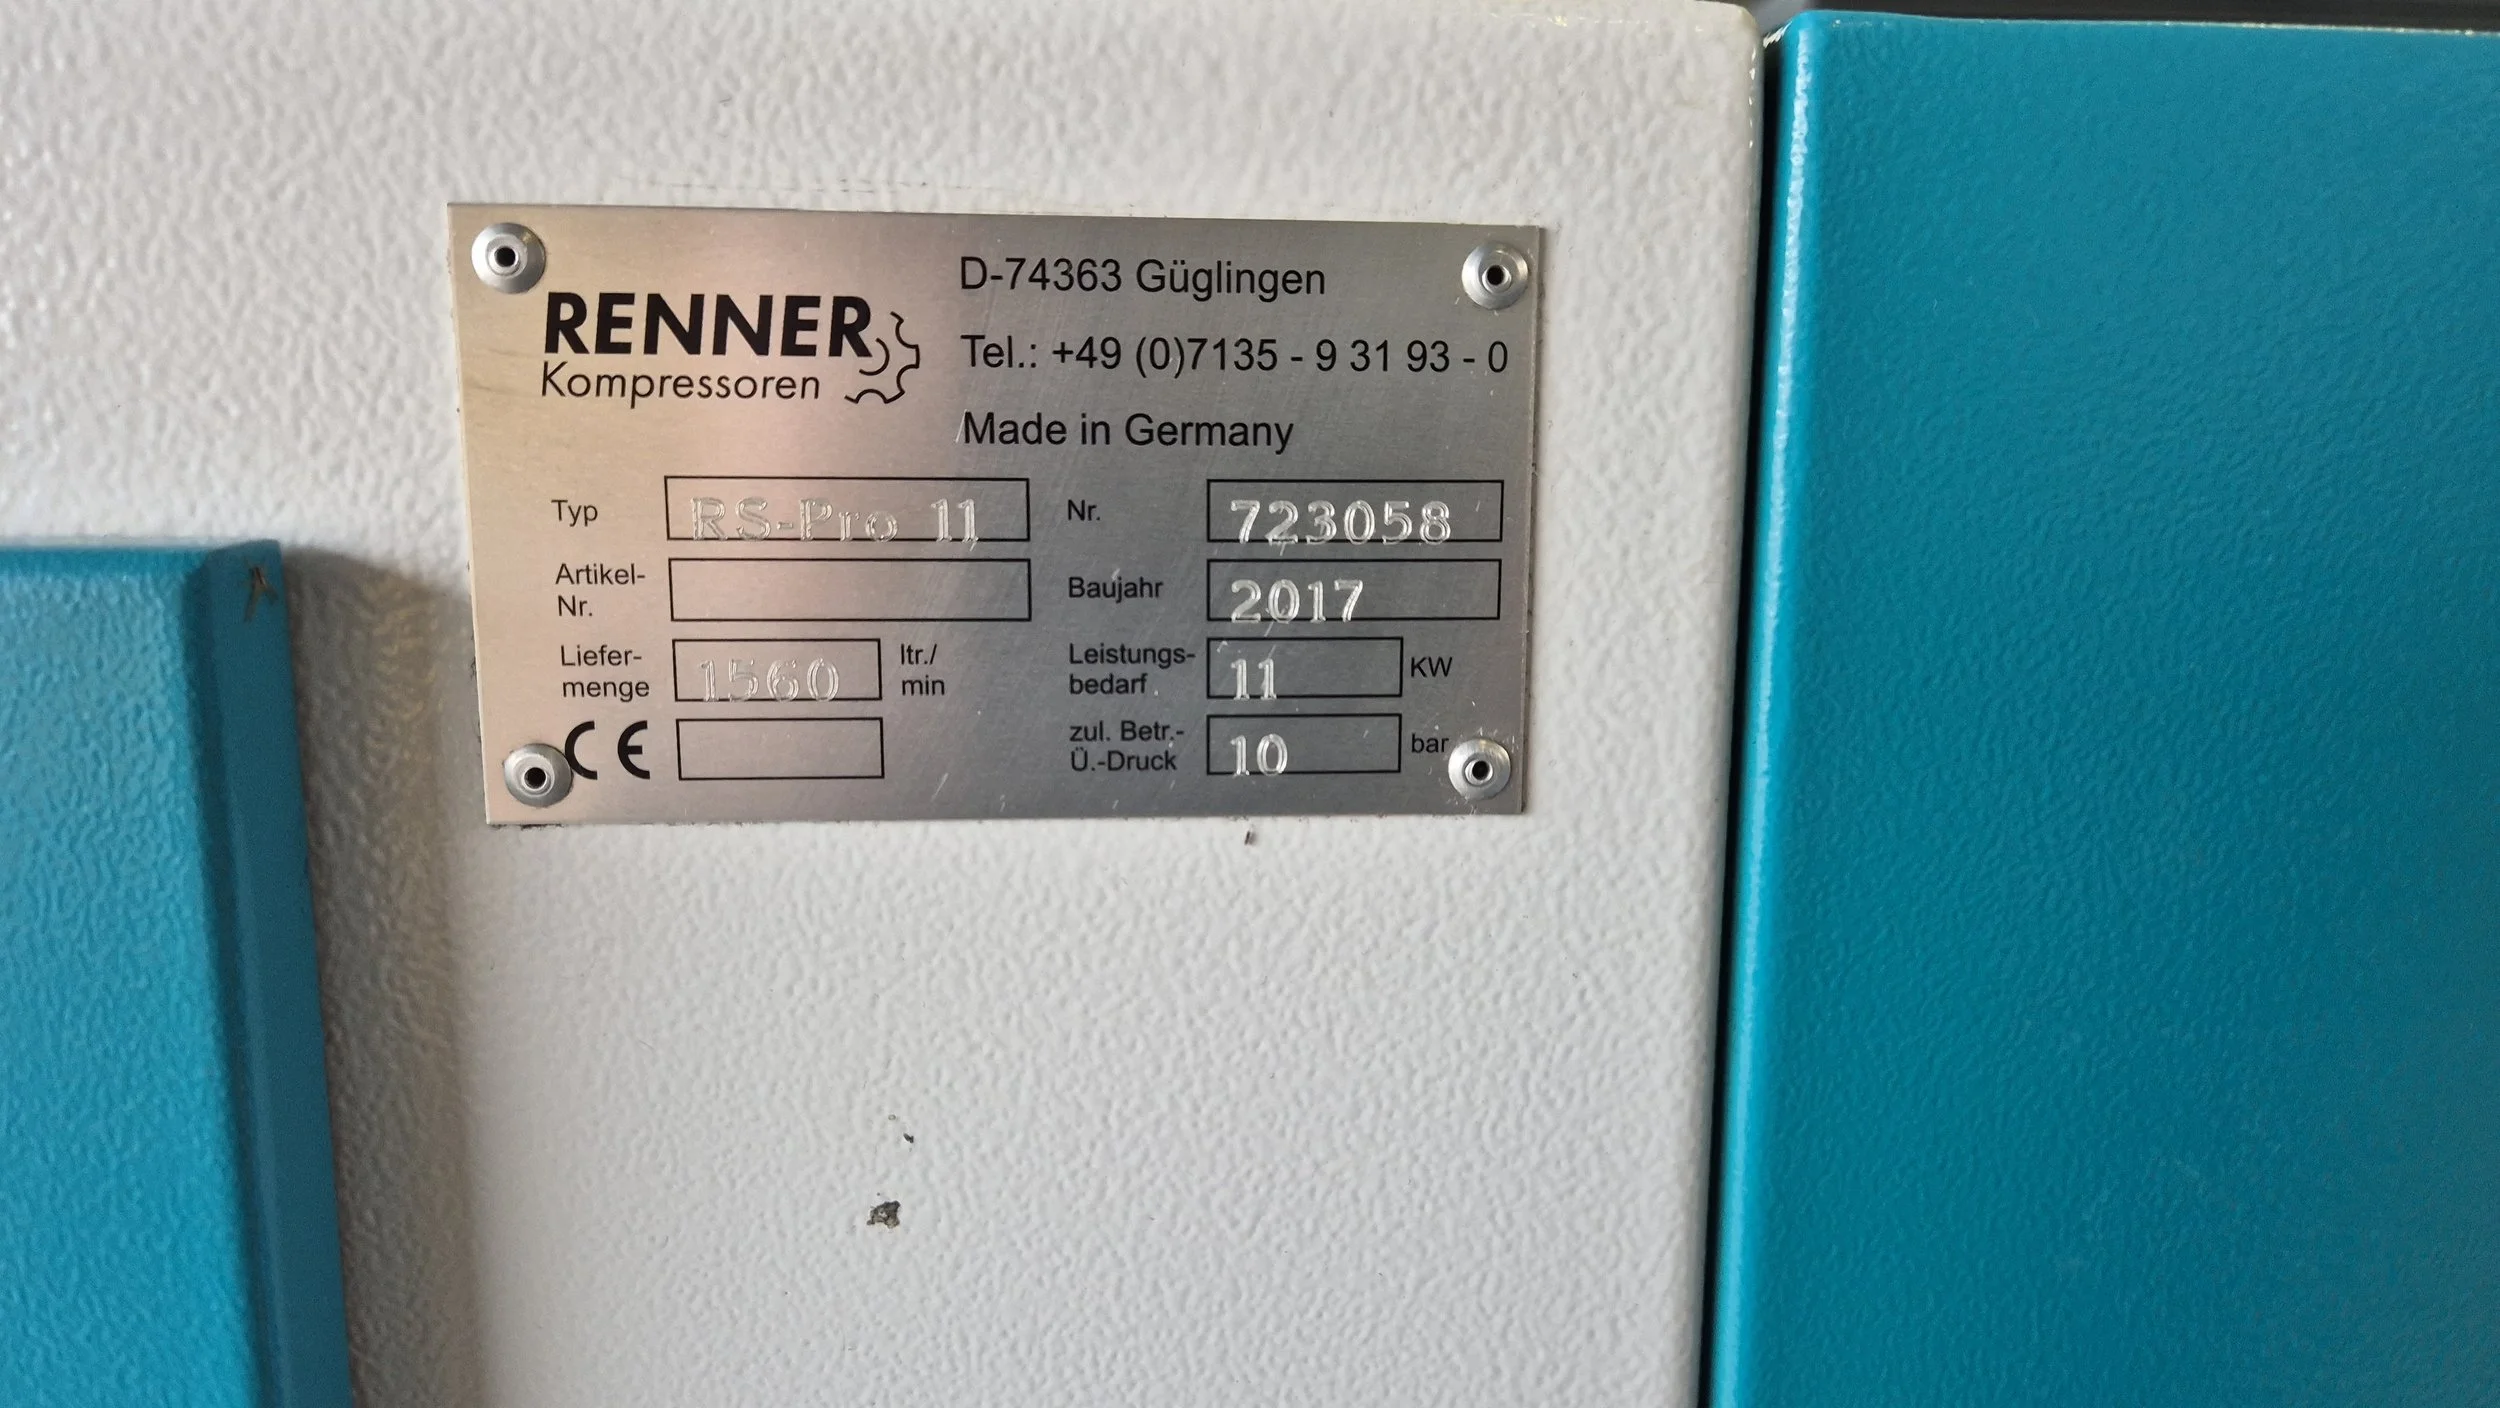 RENNER
Kompressoren
D-74363 Güglingen
Tel.: +49 (0)7135 - 9 31 93 - 0
Made in Germany
Typ RS-Pro 11 Nr. 723058
Artikel-
Nr.
Baujahr 2017
Liefer-
menge 1560 ltr./
min
Leistungs-
bedarf 11 KW
CE
zul. Betr.-
Ü.-Druck 10 bar